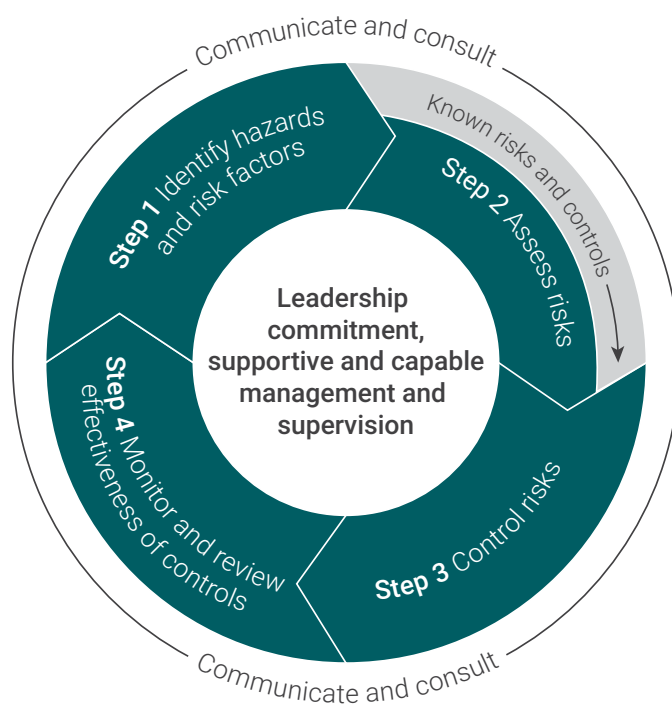 Communicate and consult
Step 1 Identify hazards
and risk factors
Known risks and controls
Step 2 Assess risks
Leadership
commitment,
supportive and capable
management and
supervision
Step 3 Control risks
Step 4 Monitor and review
effectiveness of controls
Communicate and consult